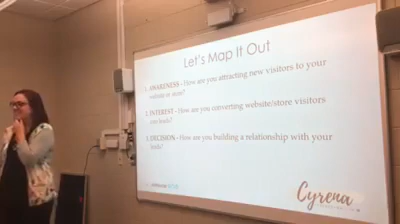 Let's Map It Out
1. AWARENESS - How are you attracting new visitors to your
website or store?
2. INTEREST - How are you converting website/store visitors
into leads?
3. DECISION - How are you building a relationship with your
leads?
Cyrena